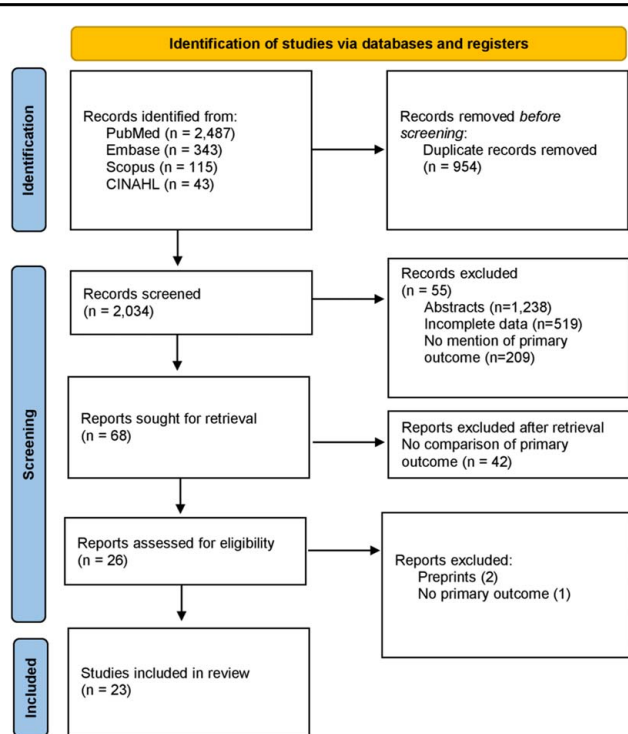 Identification of studies via databases and registers
Identification
Records identified from:
PubMed (n = 2,487)
Embase (n = 343)
Scopus (n = 115)
CINAHL (n = 43)
Records removed before
screening:
Duplicate records removed
(n = 954)
Screening
Records screened
(n = 2,034)
Records excluded
(n = 55)
Abstracts (n=1,238)
Incomplete data (n=519)
No mention of primary
outcome (n=209)
Reports sought for retrieval
(n = 68)
Reports excluded after retrieval
No comparison of primary
outcome (n = 42)
Reports assessed for eligibility
(n = 26)
Reports excluded:
Preprints (2)
No primary outcome (1)
Included
Studies included in review
(n = 23)